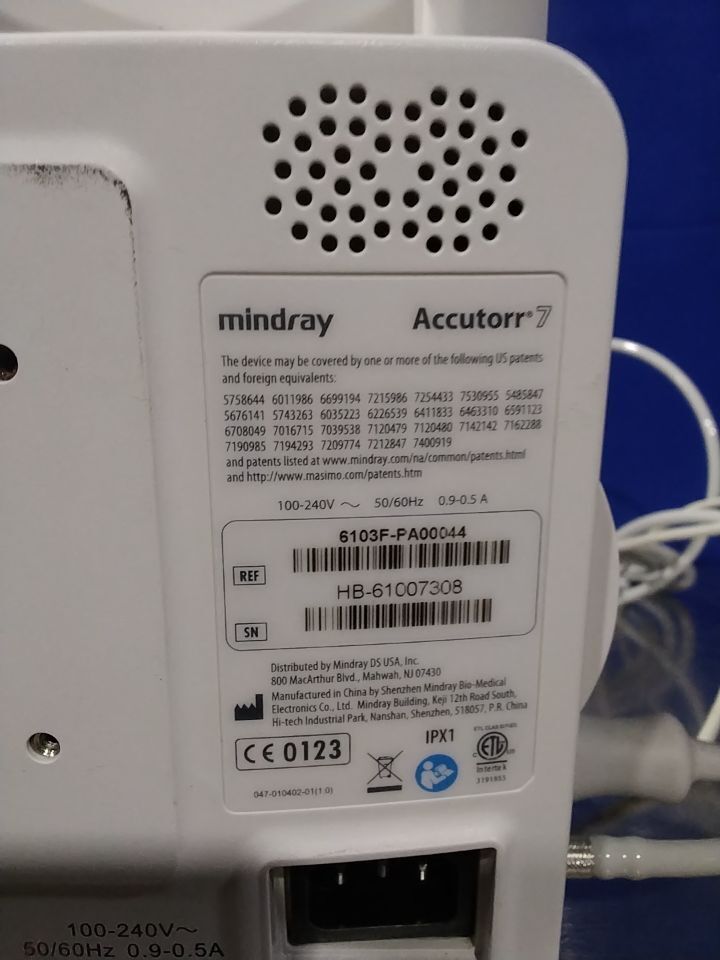 mindray Accutorr® 7
The device may be covered by one or more of the following US patents
and foreign equivalents:
5758644 6011986 6699194 7215986 7254433 7530955 5485847
5676141 5743263 6035223 6226539 6411833 6463310 6591123
6708049 7016715 7039538 7120479 7120480 7142142 7162288
7190985 7194293 7209774 7212847 7400919
and patents listed at www.mindray.com/na/common/patents.html
and http://www.masimo.com/patents.htm
100-240V ~ 50/60Hz 0.9-0.5 A
6103F-PA00044
REF
HB-61007308
SN
Distributed by Mindray DS USA, Inc.
800 MacArthur Blvd., Mahwah, NJ 07430
Manufactured in China by Shenzhen Mindray Bio-Medical
Electronics Co., Ltd. Mindray Building, Keji 12th Road South,
Hi-tech Industrial Park, Nanshan, Shenzhen, 518057, P.R. China
CE 0123
IPX1
ETL CLASSIFIED
C ETL us
Intertek
3191955
047-010402-01(1.0)
100-240V~
50/60Hz 0.9-0.5A